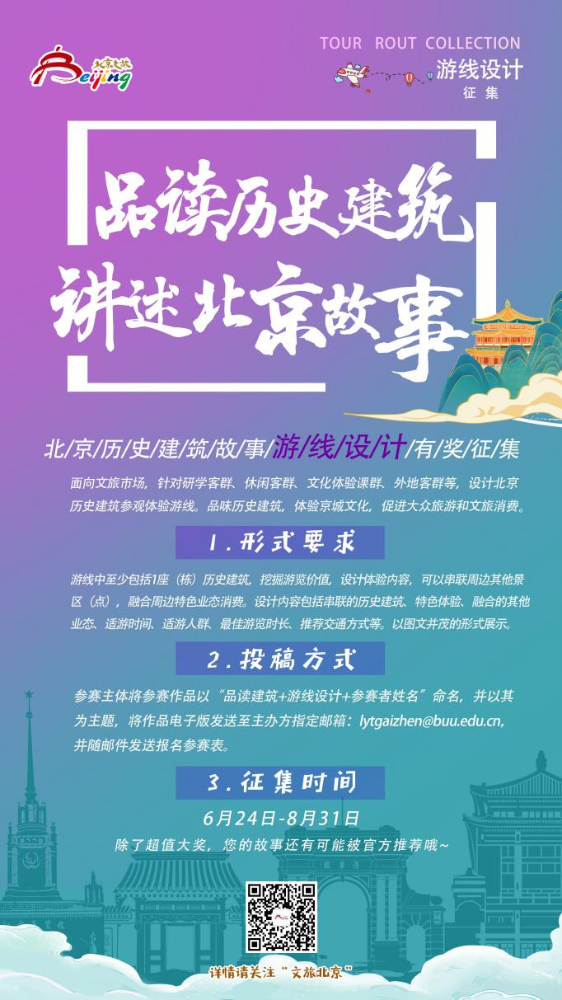 北京文旅
Beijing
TOUR ROUT COLLECTION
游线设计
征集
品读历史建筑
讲述北京故事
北/京/历/史/建/筑/故/事/游/线/设/计/有/奖/征/集
面向文旅市场，针对研学客群、休闲客群、文化体验课群、外地客群等，设计北京
历史建筑参观体验游线。品味历史建筑，体验京城文化，促进大众旅游和文旅消费。
1.形式要求
游线中至少包括1座（栋）历史建筑，挖掘游览价值，设计体验内容，可以串联周边其他景
区（点），融合周边特色业态消费。设计内容包括串联的历史建筑、特色体验、融合的其他
业态、适游时间、适游人群、最佳游览时长、推荐交通方式等。以图文并茂的形式展示。
2.投稿方式
参赛主体将参赛作品以“品读建筑+游线设计+参赛者姓名”命名，并以其
为主题，将作品电子版发送至主办方指定邮箱：lytgaizhen@buu.edu.cn，
并随邮件发送报名参赛表。
3.征集时间
6月24日-8月31日
除了超值大奖，您的故事还有可能被官方推荐哦~
園華清
详情请关注“文旅北京”